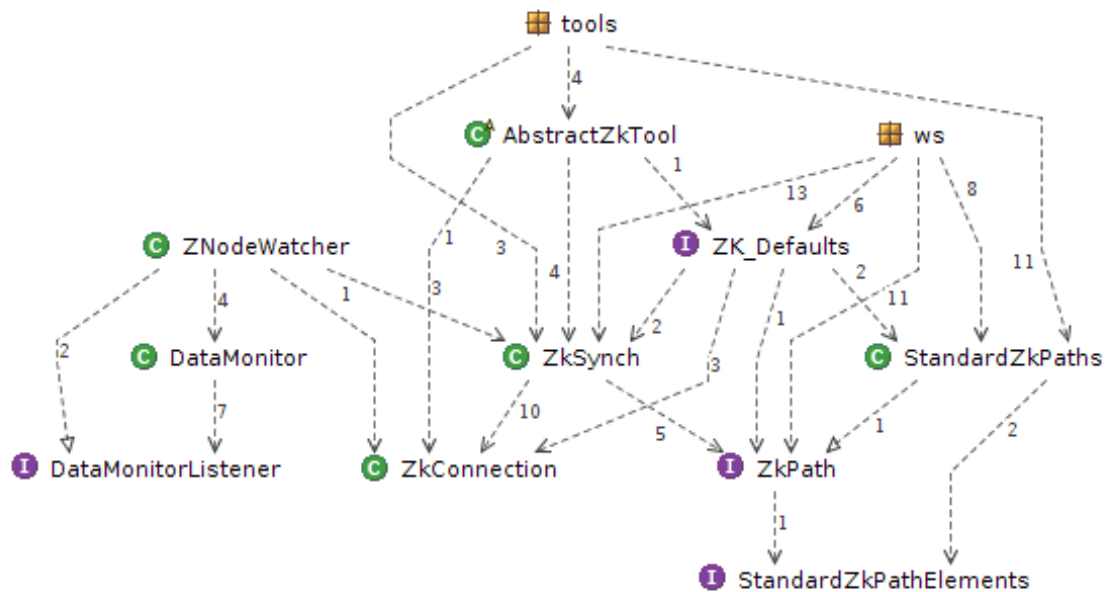 tools
4
C A AbstractZkTool
ws
1
13
8
6
C ZNodeWatcher
1
3
I ZK_Defaults
4
3
1
4
2
11
11
2
2
1
C DataMonitor
C ZkSynch
3
C StandardZkPaths
7
10
5
1
2
I DataMonitorListener
C ZkConnection
I ZkPath
1
I StandardZkPathElements